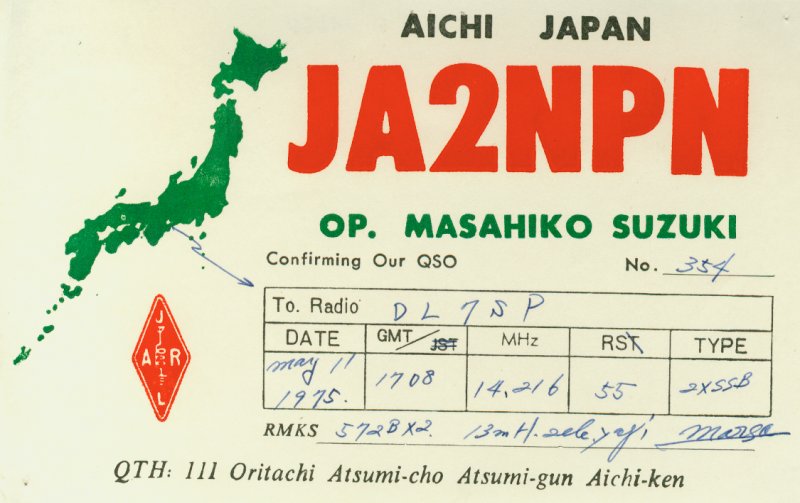 AICHI JAPAN
JA2NPN
OP. MASAHIKO SUZUKI
Confirming Our QSO No. 354
To. Radio DL7SP
DATE GMT/JST MHz RST TYPE
May 11 1975. 1708 14,216 55 2XSSB
RMKS 572B X2. 13mH. 2ele yagi
QTH: 111 Oritachi Atsumi-cho Atsumi-gun Aichi-ken
JARL